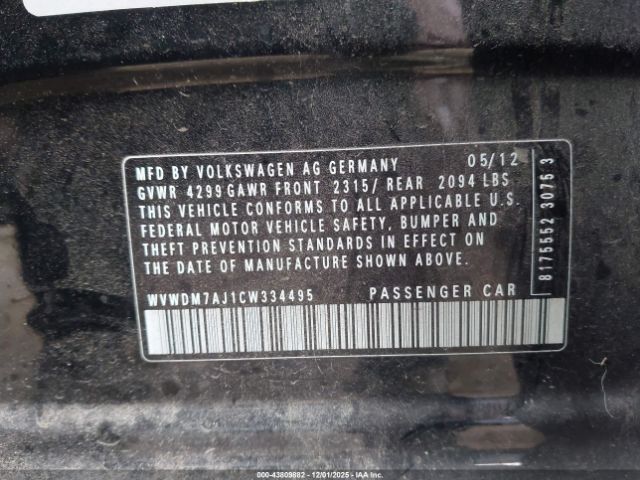 MFD BY VOLKSWAGEN AG GERMANY 05/12
GVWR 4299 GAWR FRONT 2315/ REAR 2094 LBS
THIS VEHICLE CONFORMS TO ALL APPLICABLE U.S.
FEDERAL MOTOR VEHICLE SAFETY, BUMPER AND
THEFT PREVENTION STANDARDS IN EFFECT ON
THE DATE OF MANUFACTURE SHOWN ABOVE.
WVWDM7AJ1CW334495 PASSENGER CAR
8175552 3075 3
000-43809882 - 12/01/2025 - IAAI.COM